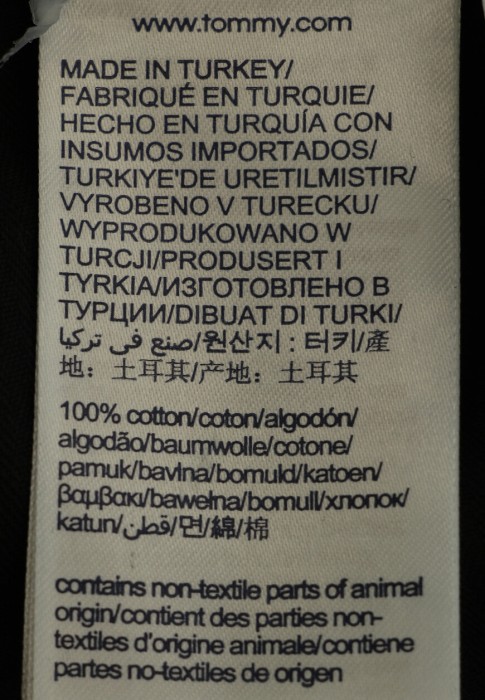 www.tommy.com
MADE IN TURKEY/
FABRIQUÉ EN TURQUIE/
HECHO EN TURQUÍA CON
INSUMOS IMPORTADOS/
TURKIYE'DE URETILMISTIR/
VYROBENO V TURECKU/
WYPRODUKOWANO W
TURCJI/PRODUSERT I
TYRKIA/ИЗГОТОВЛЕНО В
ТУРЦИИ/DIBUAT DI TURKI/
صنع في تركيا/원산지 : 터키/產
地：土耳其/产地：土耳其
100% cotton/coton/algodón/
algodão/baumwolle/cotone/
pamuk/bavlna/bomuld/katoen/
βαμβακι/bawełna/bomull/хлопок/
katun/قطن/면/綿/棉
contains non-textile parts of animal
origin/contient des parties non-
textiles d'origine animale/contiene
partes no-textiles de origen